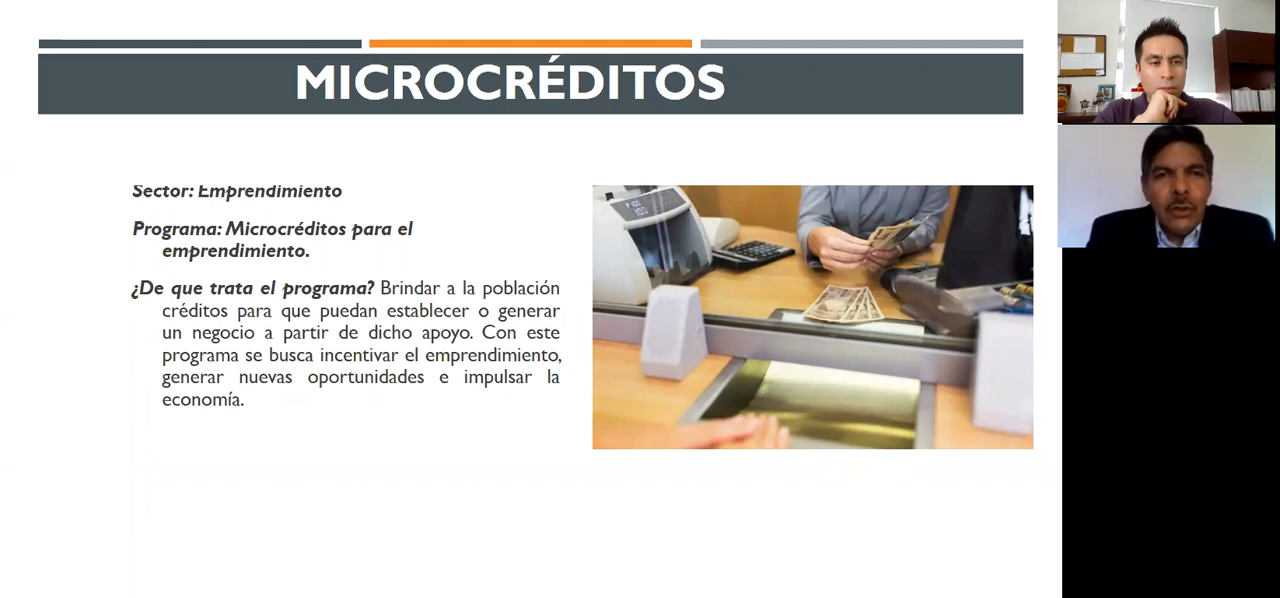 MICROCRÉDITOS
Sector: Emprendimiento
Programa: Microcréditos para el
emprendimiento.
¿De que trata el programa? Brindar a la población
créditos para que puedan establecer o generar
un negocio a partir de dicho apoyo. Con este
programa se busca incentivar el emprendimiento,
generar nuevas oportunidades e impulsar la
economía.